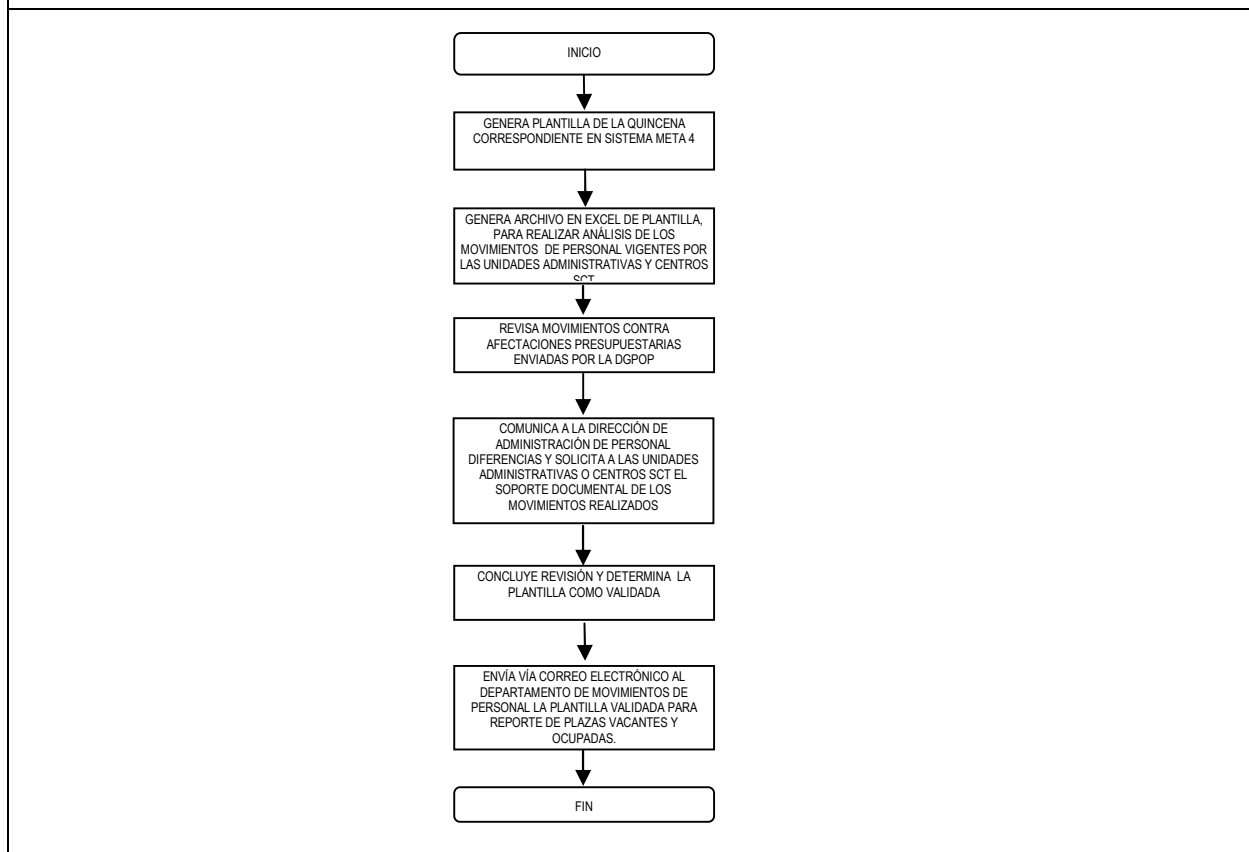 INICIO
GENERA PLANTILLA DE LA QUINCENA
CORRESPONDIENTE EN SISTEMA META 4
GENERA ARCHIVO EN EXCEL DE PLANTILLA,
PARA REALIZAR ANÁLISIS DE LOS
MOVIMIENTOS DE PERSONAL VIGENTES POR
LAS UNIDADES ADMINISTRATIVAS Y CENTROS
SCT
REVISA MOVIMIENTOS CONTRA
AFECTACIONES PRESUPUESTARIAS
ENVIADAS POR LA DGPOP
COMUNICA A LA DIRECCIÓN DE
ADMINISTRACIÓN DE PERSONAL
DIFERENCIAS Y SOLICITA A LAS UNIDADES
ADMINISTRATIVAS O CENTROS SCT EL
SOPORTE DOCUMENTAL DE LOS
MOVIMIENTOS REALIZADOS
CONCLUYE REVISIÓN Y DETERMINA LA
PLANTILLA COMO VALIDADA
ENVÍA VÍA CORREO ELECTRÓNICO AL
DEPARTAMENTO DE MOVIMIENTOS DE
PERSONAL LA PLANTILLA VALIDADA PARA
REPORTE DE PLAZAS VACANTES Y
OCUPADAS.
FIN